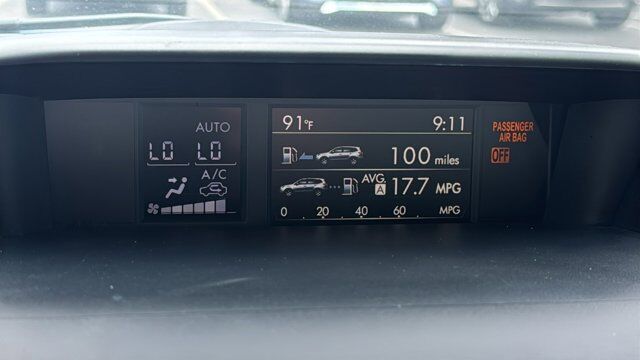 AUTO
LO LO
A/C
91°F 9:11
100 miles
AVG. A 17.7 MPG
0 20 40 60 MPG
PASSENGER
AIR BAG
OFF